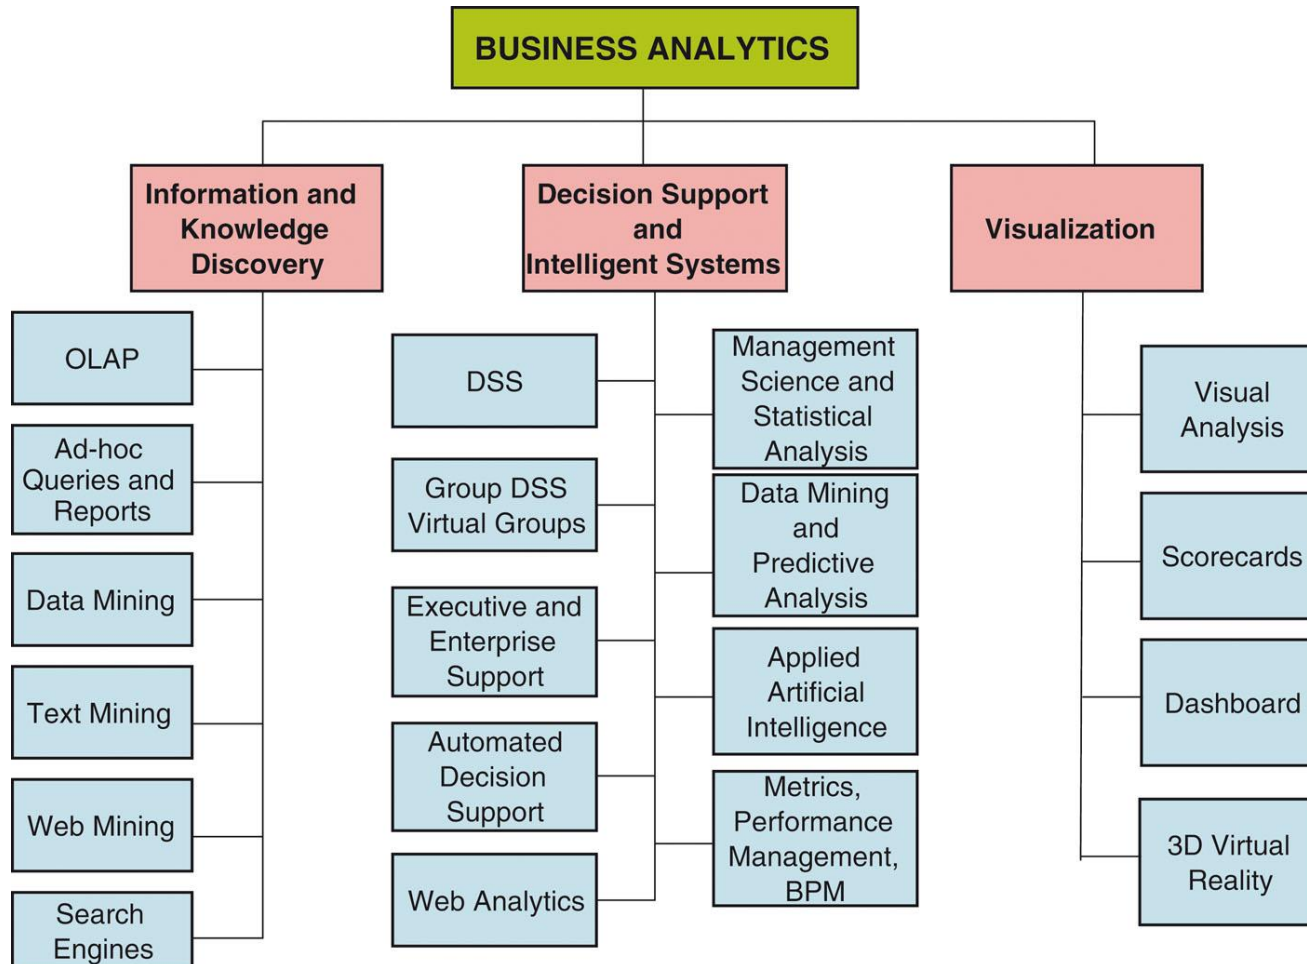 BUSINESS ANALYTICS
Information and
Knowledge
Discovery
Decision Support
and
Intelligent Systems
Visualization
OLAP
Ad-hoc
Queries and
Reports
Data Mining
Text Mining
Web Mining
Search
Engines
DSS
Group DSS
Virtual Groups
Executive and
Enterprise
Support
Automated
Decision
Support
Web Analytics
Management
Science and
Statistical
Analysis
Data Mining
and
Predictive
Analysis
Applied
Artificial
Intelligence
Metrics,
Performance
Management,
BPM
Visual
Analysis
Scorecards
Dashboard
3D Virtual
Reality